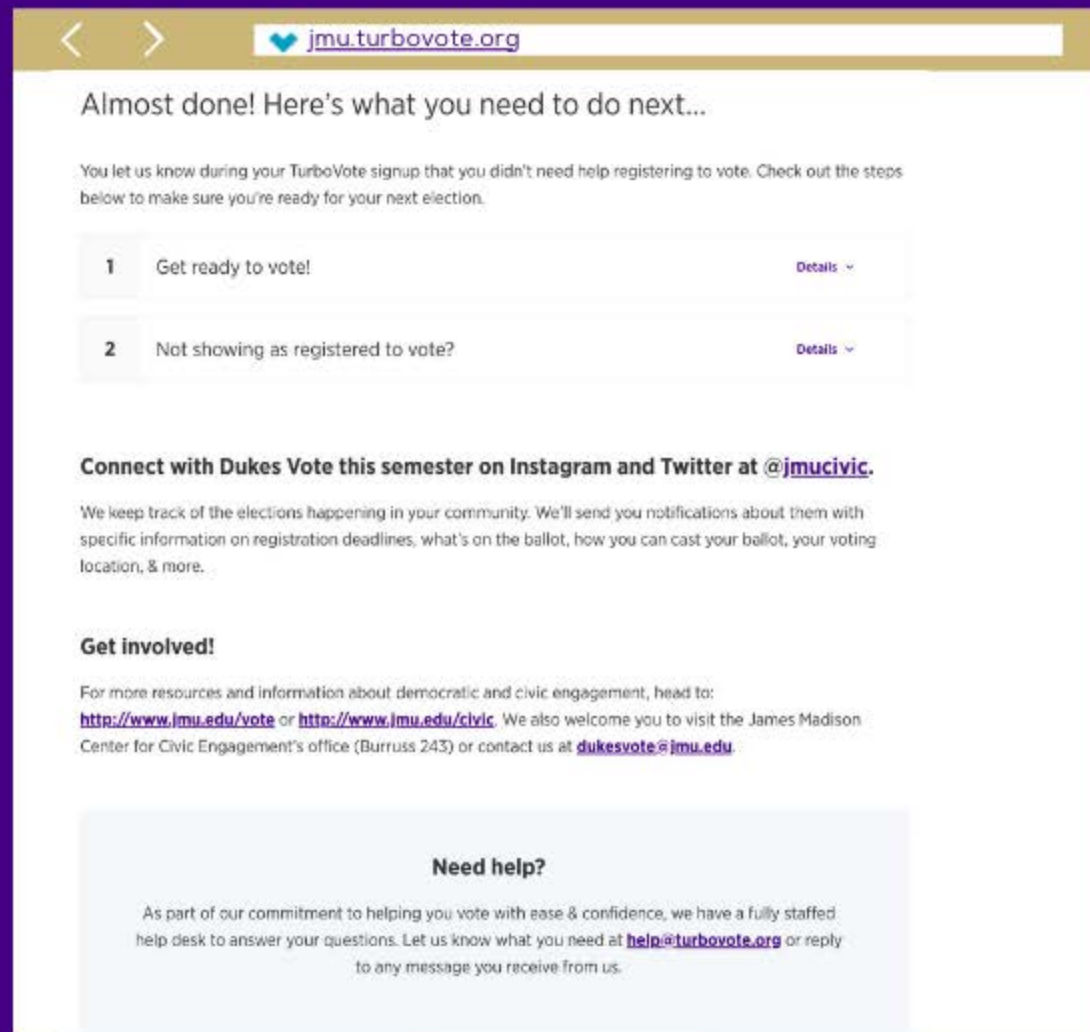 jmu.turbovote.org
Almost done! Here's what you need to do next...
You let us know during your TurboVote signup that you didn't need help registering to vote. Check out the steps
below to make sure you're ready for your next election.
1 Get ready to vote! Details
2 Not showing as registered to vote? Details
Connect with Dukes Vote this semester on Instagram and Twitter at @jmucivic.
We keep track of the elections happening in your community. We'll send you notifications about them with
specific information on registration deadlines, what's on the ballot, how you can cast your ballot, your voting
location, & more.
Get involved!
For more resources and information about democratic and civic engagement, head to:
http://www.jmu.edu/vote or http://www.jmu.edu/civic. We also welcome you to visit the James Madison
Center for Civic Engagement's office (Burruss 243) or contact us at dukesvote@jmu.edu.
Need help?
As part of our commitment to helping you vote with ease & confidence, we have a fully staffed
help desk to answer your questions. Let us know what you need at help@turbovote.org or reply
to any message you receive from us.